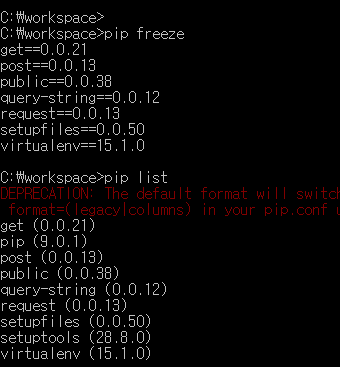 C:₩workspace>
C:₩workspace>pip freeze
get==0.0.21
post==0.0.13
public==0.0.38
query-string==0.0.12
request==0.0.13
setupfiles==0.0.50
virtualenv==15.1.0
C:₩workspace>pip list
DEPRECATION: The default format will switch
format=(legacy|columns) in your pip.conf
get (0.0.21)
pip (9.0.1)
post (0.0.13)
public (0.0.38)
query-string (0.0.12)
request (0.0.13)
setupfiles (0.0.50)
setuptools (28.8.0)
virtualenv (15.1.0)